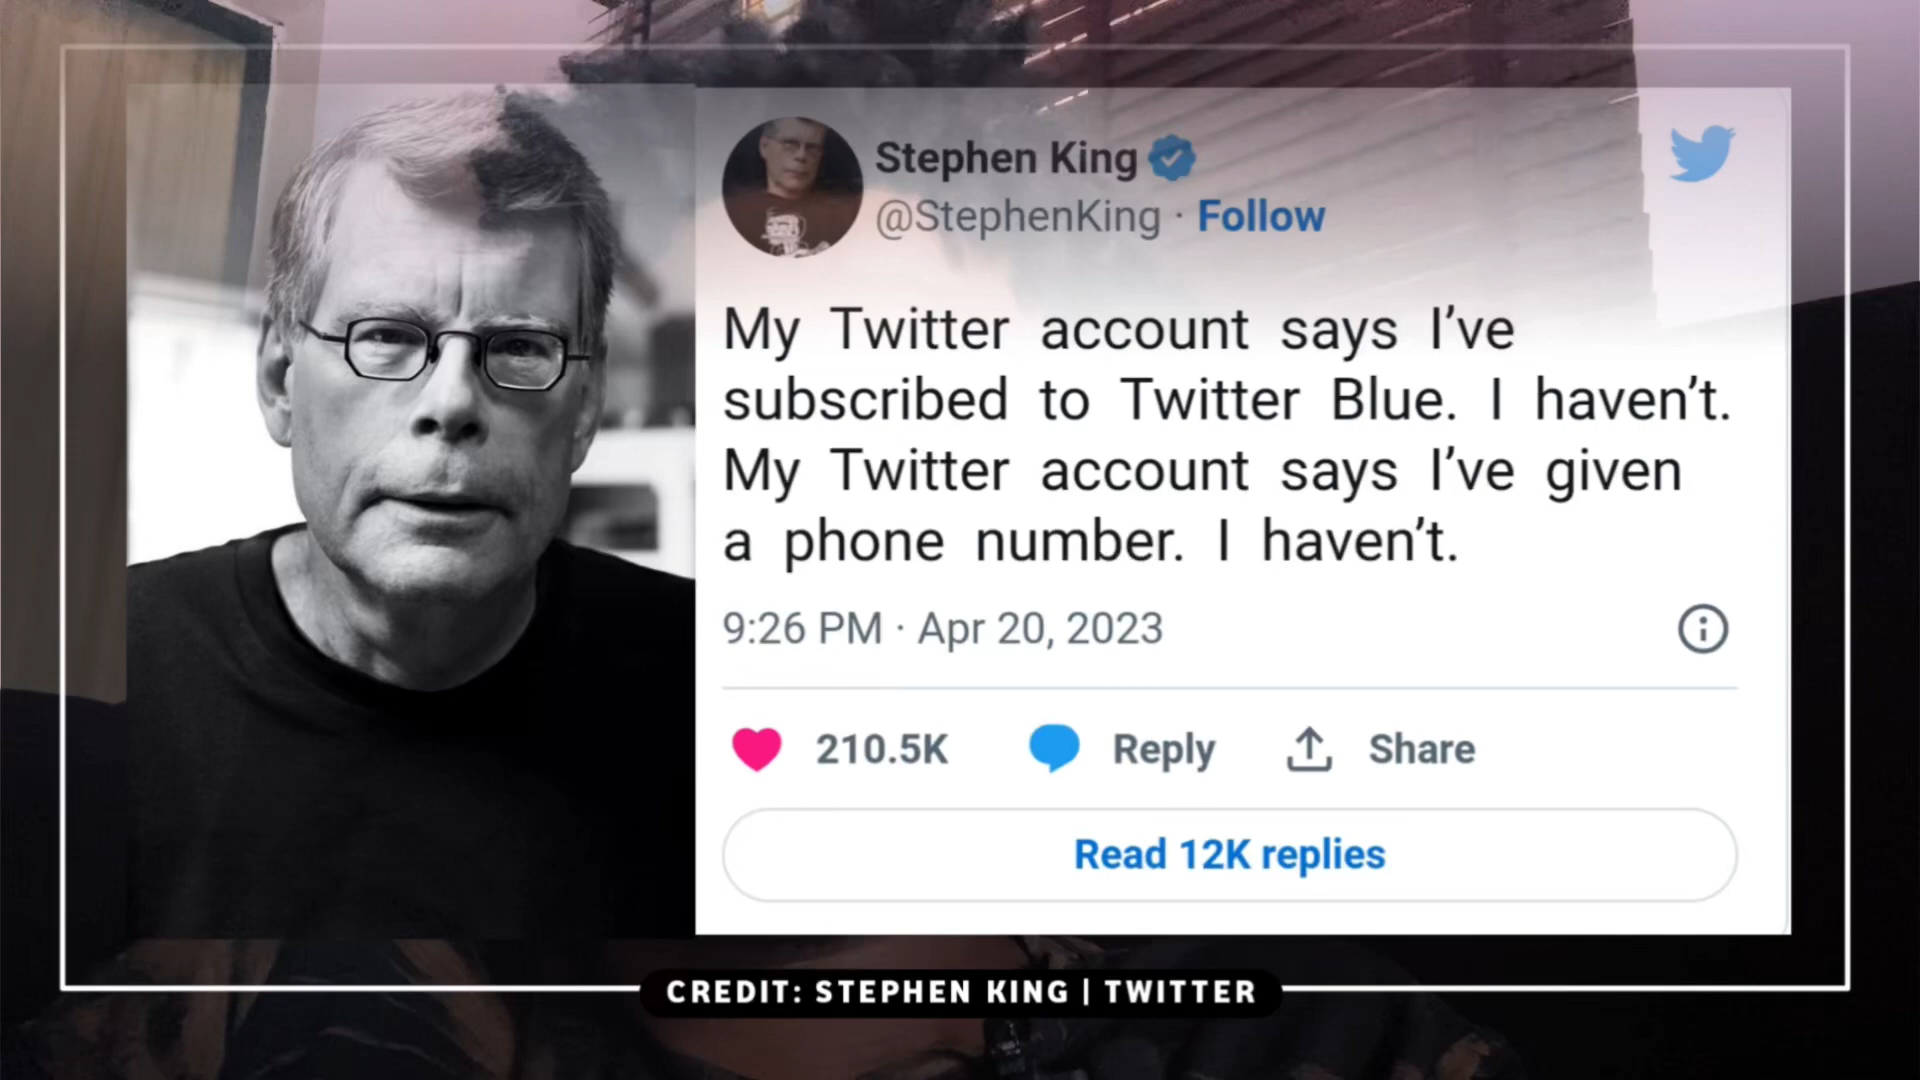 Stephen King
@StephenKing · Follow
My Twitter account says I’ve
subscribed to Twitter Blue. I haven’t.
My Twitter account says I’ve given
a phone number. I haven’t.
9:26 PM · Apr 20, 2023
210.5K Reply Share
Read 12K replies
CREDIT: STEPHEN KING | TWITTER